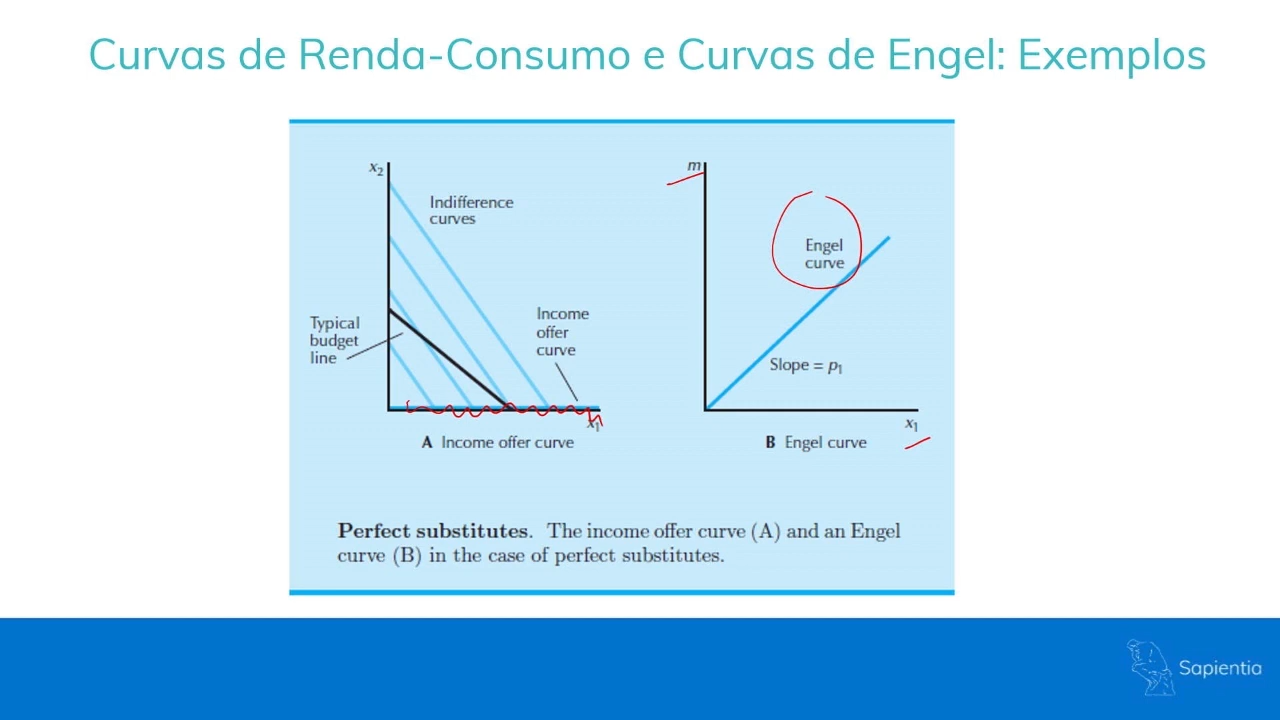 Curvas de Renda-Consumo e Curvas de Engel: Exemplos
x2
Indifference
curves
Typical
budget
line
Income
offer
curve
x1
A Income offer curve
m
Engel
curve
Slope = p1
x1
B Engel curve
Perfect substitutes. The income offer curve (A) and an Engel
curve (B) in the case of perfect substitutes.
Sapientia